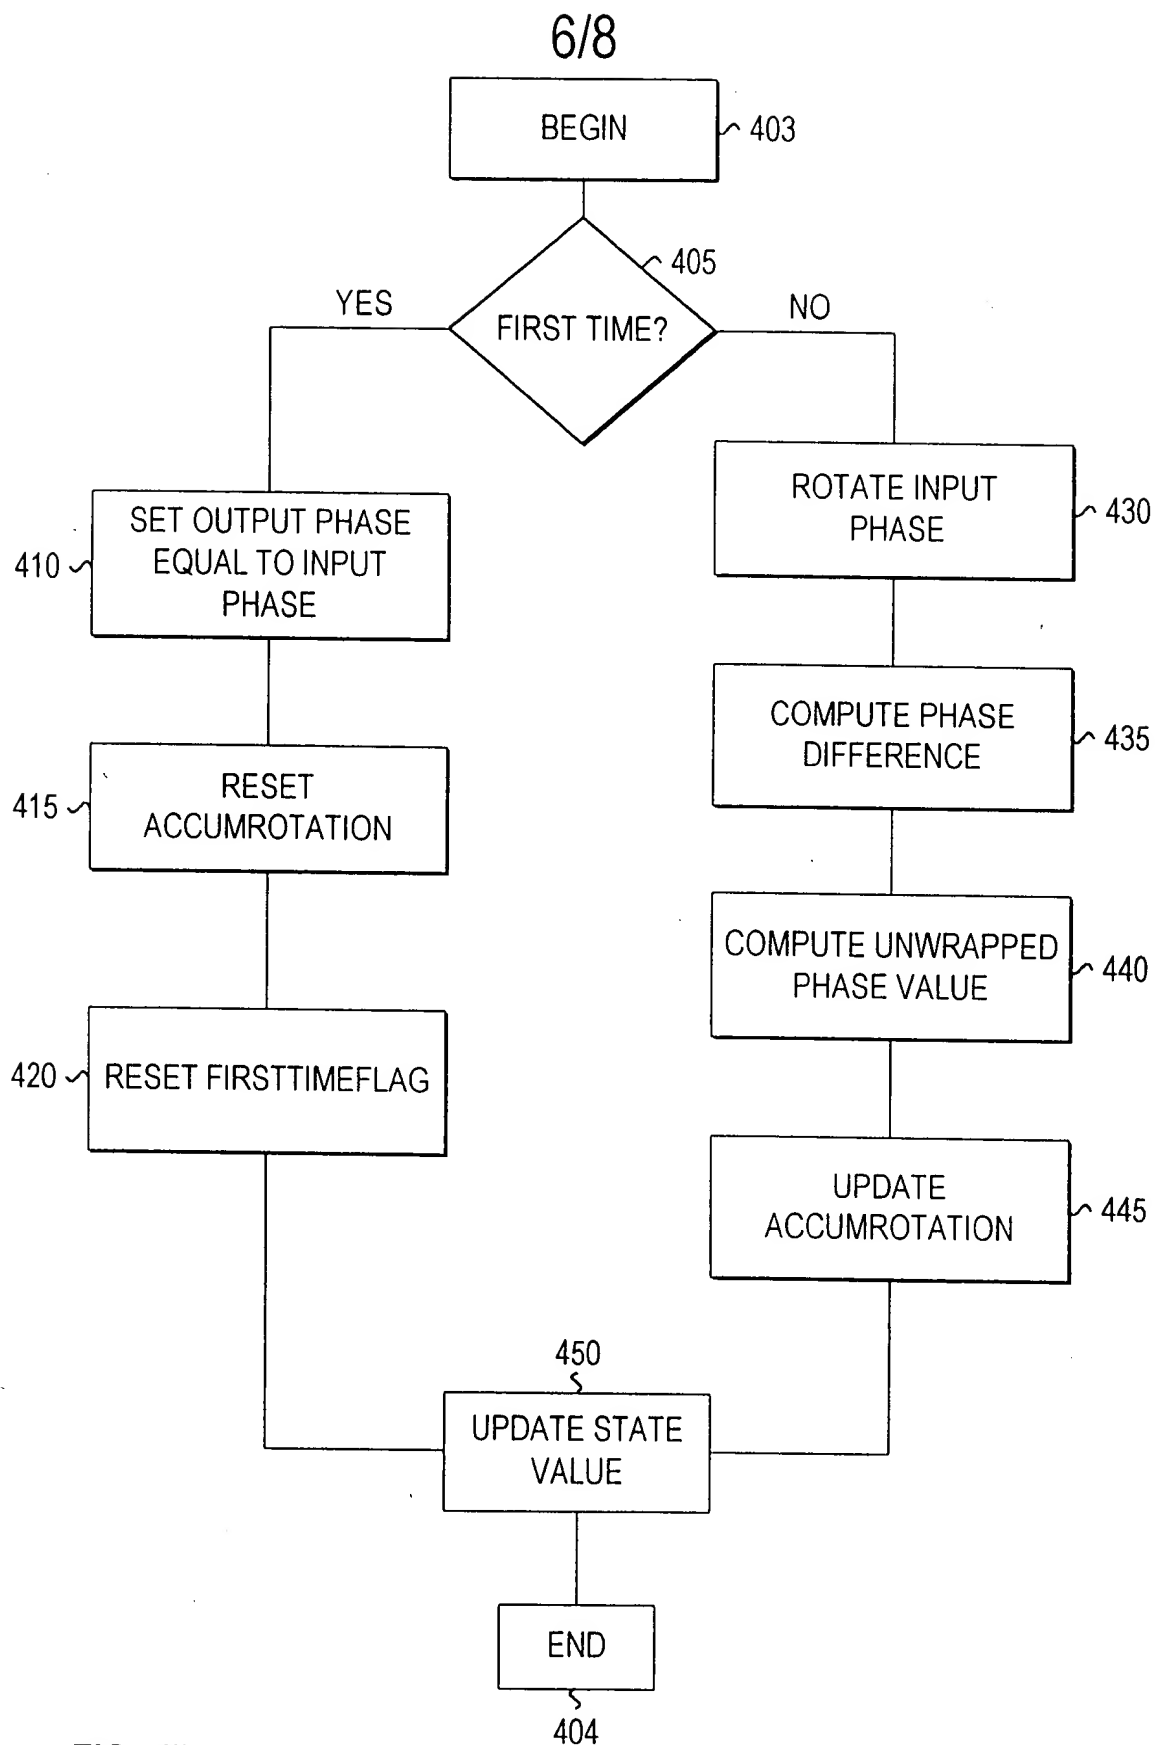 6/8
BEGIN
403
405
FIRST TIME?
YES
NO
SET OUTPUT PHASE
EQUAL TO INPUT
PHASE
410
RESET
ACCUMROTATION
415
RESET FIRSTTIMEFLAG
420
ROTATE INPUT
PHASE
430
COMPUTE PHASE
DIFFERENCE
435
COMPUTE UNWRAPPED
PHASE VALUE
440
UPDATE
ACCUMROTATION
445
450
UPDATE STATE
VALUE
END
404